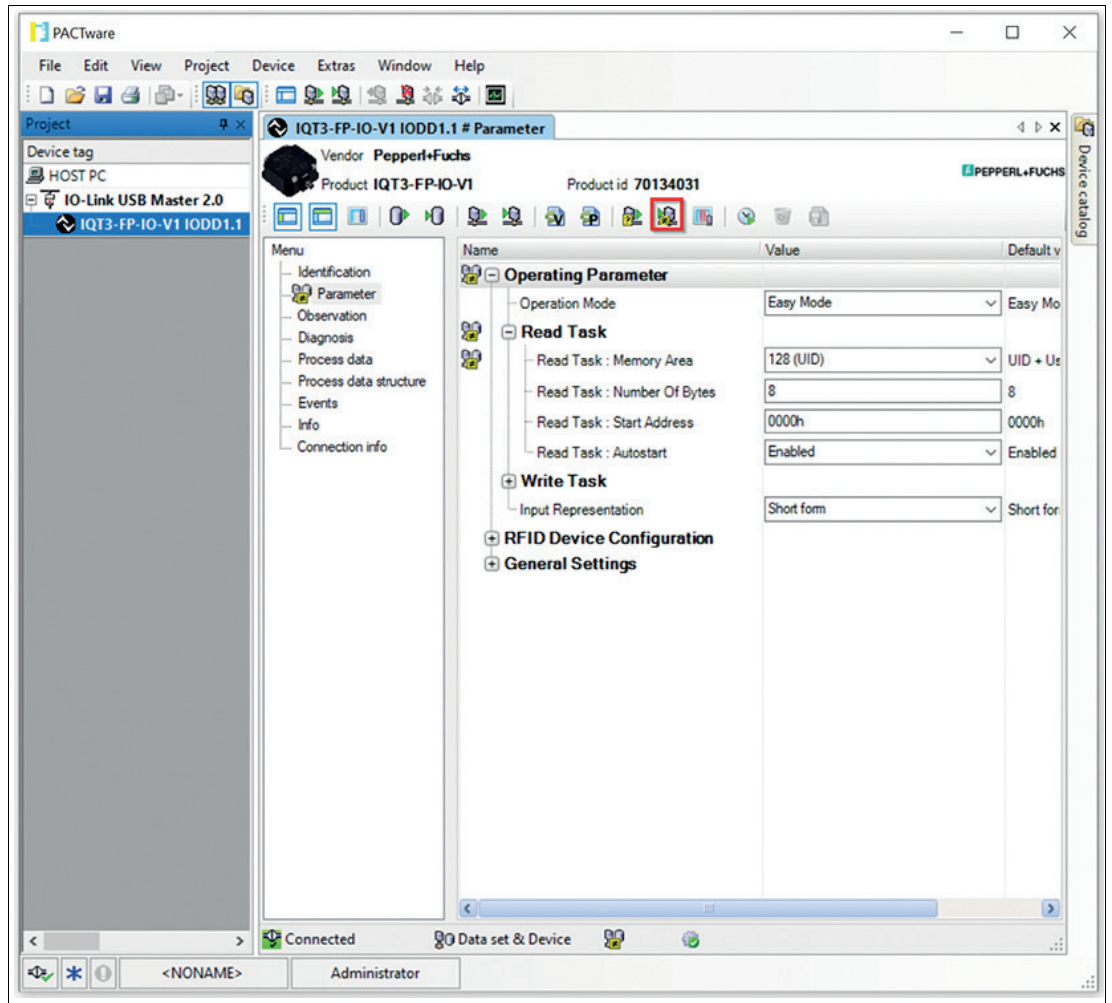 PACTware
File Edit View Project Device Extras Window Help
Project
IQT3-FP-IO-V1 IODD1.1 # Parameter
Device tag
HOST PC
IO-Link USB Master 2.0
IQT3-FP-IO-V1 IODD1.1
Vendor Pepperl+Fuchs
Product IQT3-FP-IO-V1 Product id 70134031
PEPPERL+FUCHS
Device catalog
Menu
Identification
Parameter
Observation
Diagnosis
Process data
Process data structure
Events
Info
Connection info
Name Value Default v
Operating Parameter
Operation Mode Easy Mode Easy Mo
Read Task
Read Task : Memory Area 128 (UID) UID + Us
Read Task : Number Of Bytes 8 8
Read Task : Start Address 0000h 0000h
Read Task : Autostart Enabled Enabled
Write Task
Input Representation Short form Short for
RFID Device Configuration
General Settings
Connected Data set & Device
<NONAME> Administrator